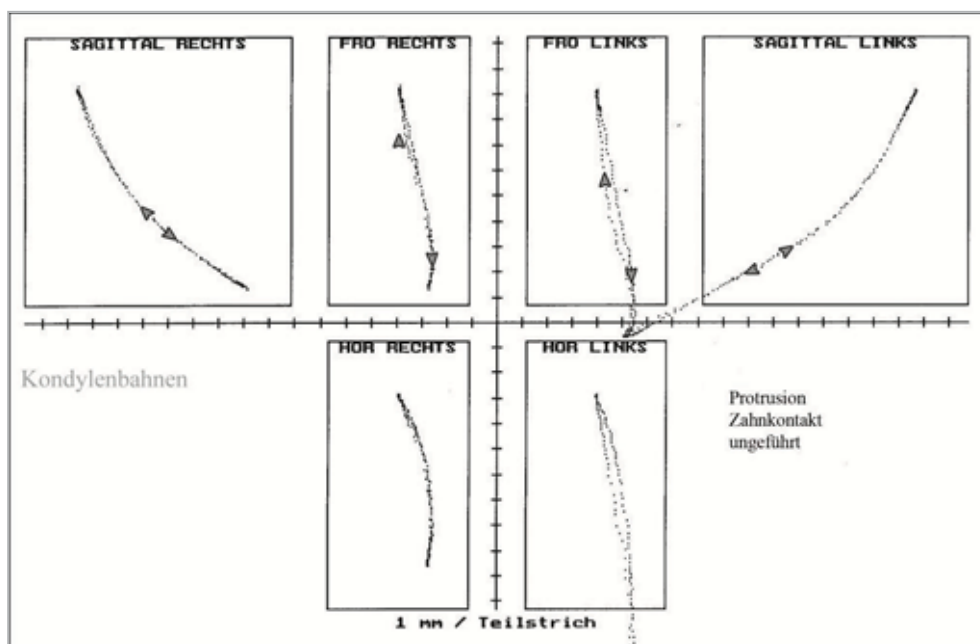 SAGITTAL RECHTS
FRO RECHTS
FRO LINKS
SAGITTAL LINKS
HOR RECHTS
HOR LINKS
Kondylenbahnen
Protrusion
Zahnkontakt
ungeführt
1 mm / Teilstrich